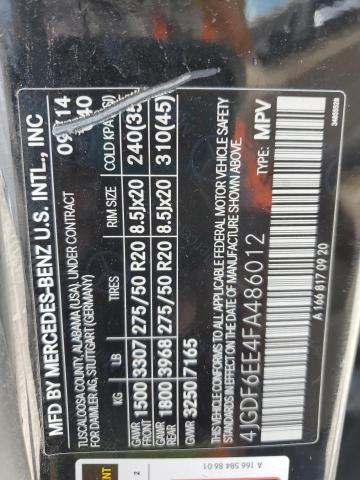 MFD BY MERCEDES-BENZ U.S. INTL., INC
TUSCALOOSA COUNTY, ALABAMA (USA), UNDER CONTRACT
FOR DAIMLER AG, STUTTGART (GERMANY)
KG LB TIRES RIM SIZE COLD KPA(PSI)
GAWR FRONT 1500 3307 275/50 R20 8.5Jx20 240(35)
GAWR REAR 1800 3968 275/50 R20 8.5Jx20 310(45)
GVWR 3250 7165
THIS VEHICLE CONFORMS TO ALL APPLICABLE FEDERAL MOTOR VEHICLE SAFETY
STANDARDS IN EFFECT ON THE DATE OF MANUFACTURE SHOWN ABOVE.
4JGDF6EE4FA486012 TYPE: MPV
A 166 817 09 20
A 166 584 86 01
2